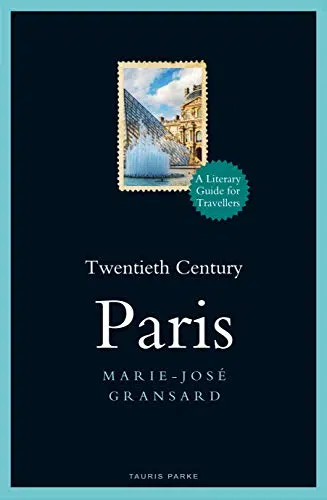 A Literary
Guide for
Travellers
Twentieth Century
Paris
MARIE-JOSÉ
GRANSARD
TAURIS PARKE